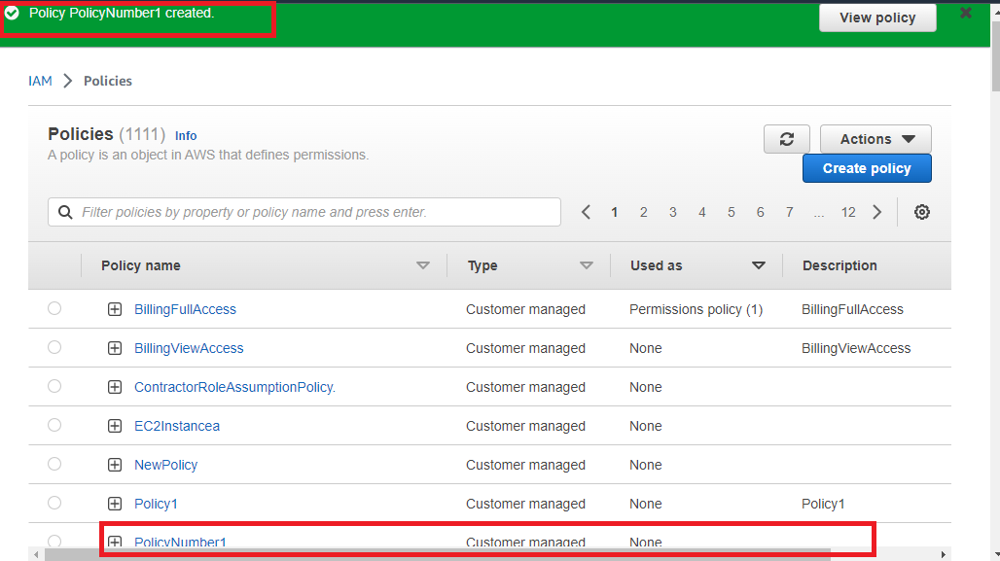 Policy PolicyNumber1 created.
View policy
IAM Policies
Policies (1111) Info
A policy is an object in AWS that defines permissions.
Actions
Create policy
Filter policies by property or policy name and press enter.
1 2 3 4 5 6 7 ... 12
Policy name Type Used as Description
BillingFullAccess Customer managed Permissions policy (1) BillingFullAccess
BillingViewAccess Customer managed None BillingViewAccess
ContractorRoleAssumptionPolicy. Customer managed None
EC2Instancea Customer managed None
NewPolicy Customer managed None
Policy1 Customer managed None Policy1
PolicyNumber1 Customer managed None